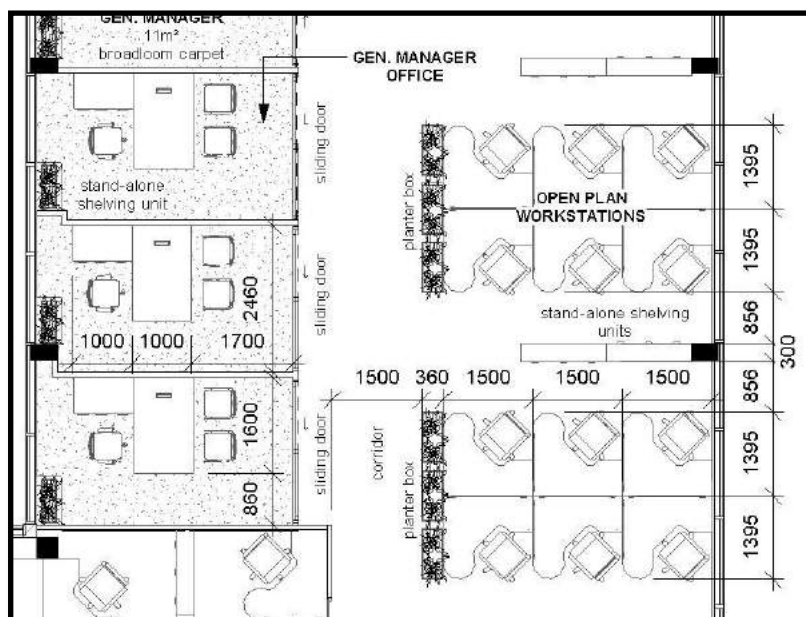 GEN. MANAGER
11m²
broadloom carpet
GEN. MANAGER
OFFICE
sliding door
stand-alone
shelving unit
planter box
OPEN PLAN
WORKSTATIONS
1395
1395
sliding door
2460
stand-alone shelving
units
856
300
1000
1000
1700
1500
360
1500
1500
1500
856
1600
860
sliding door
corridor
planter box
1395
1395